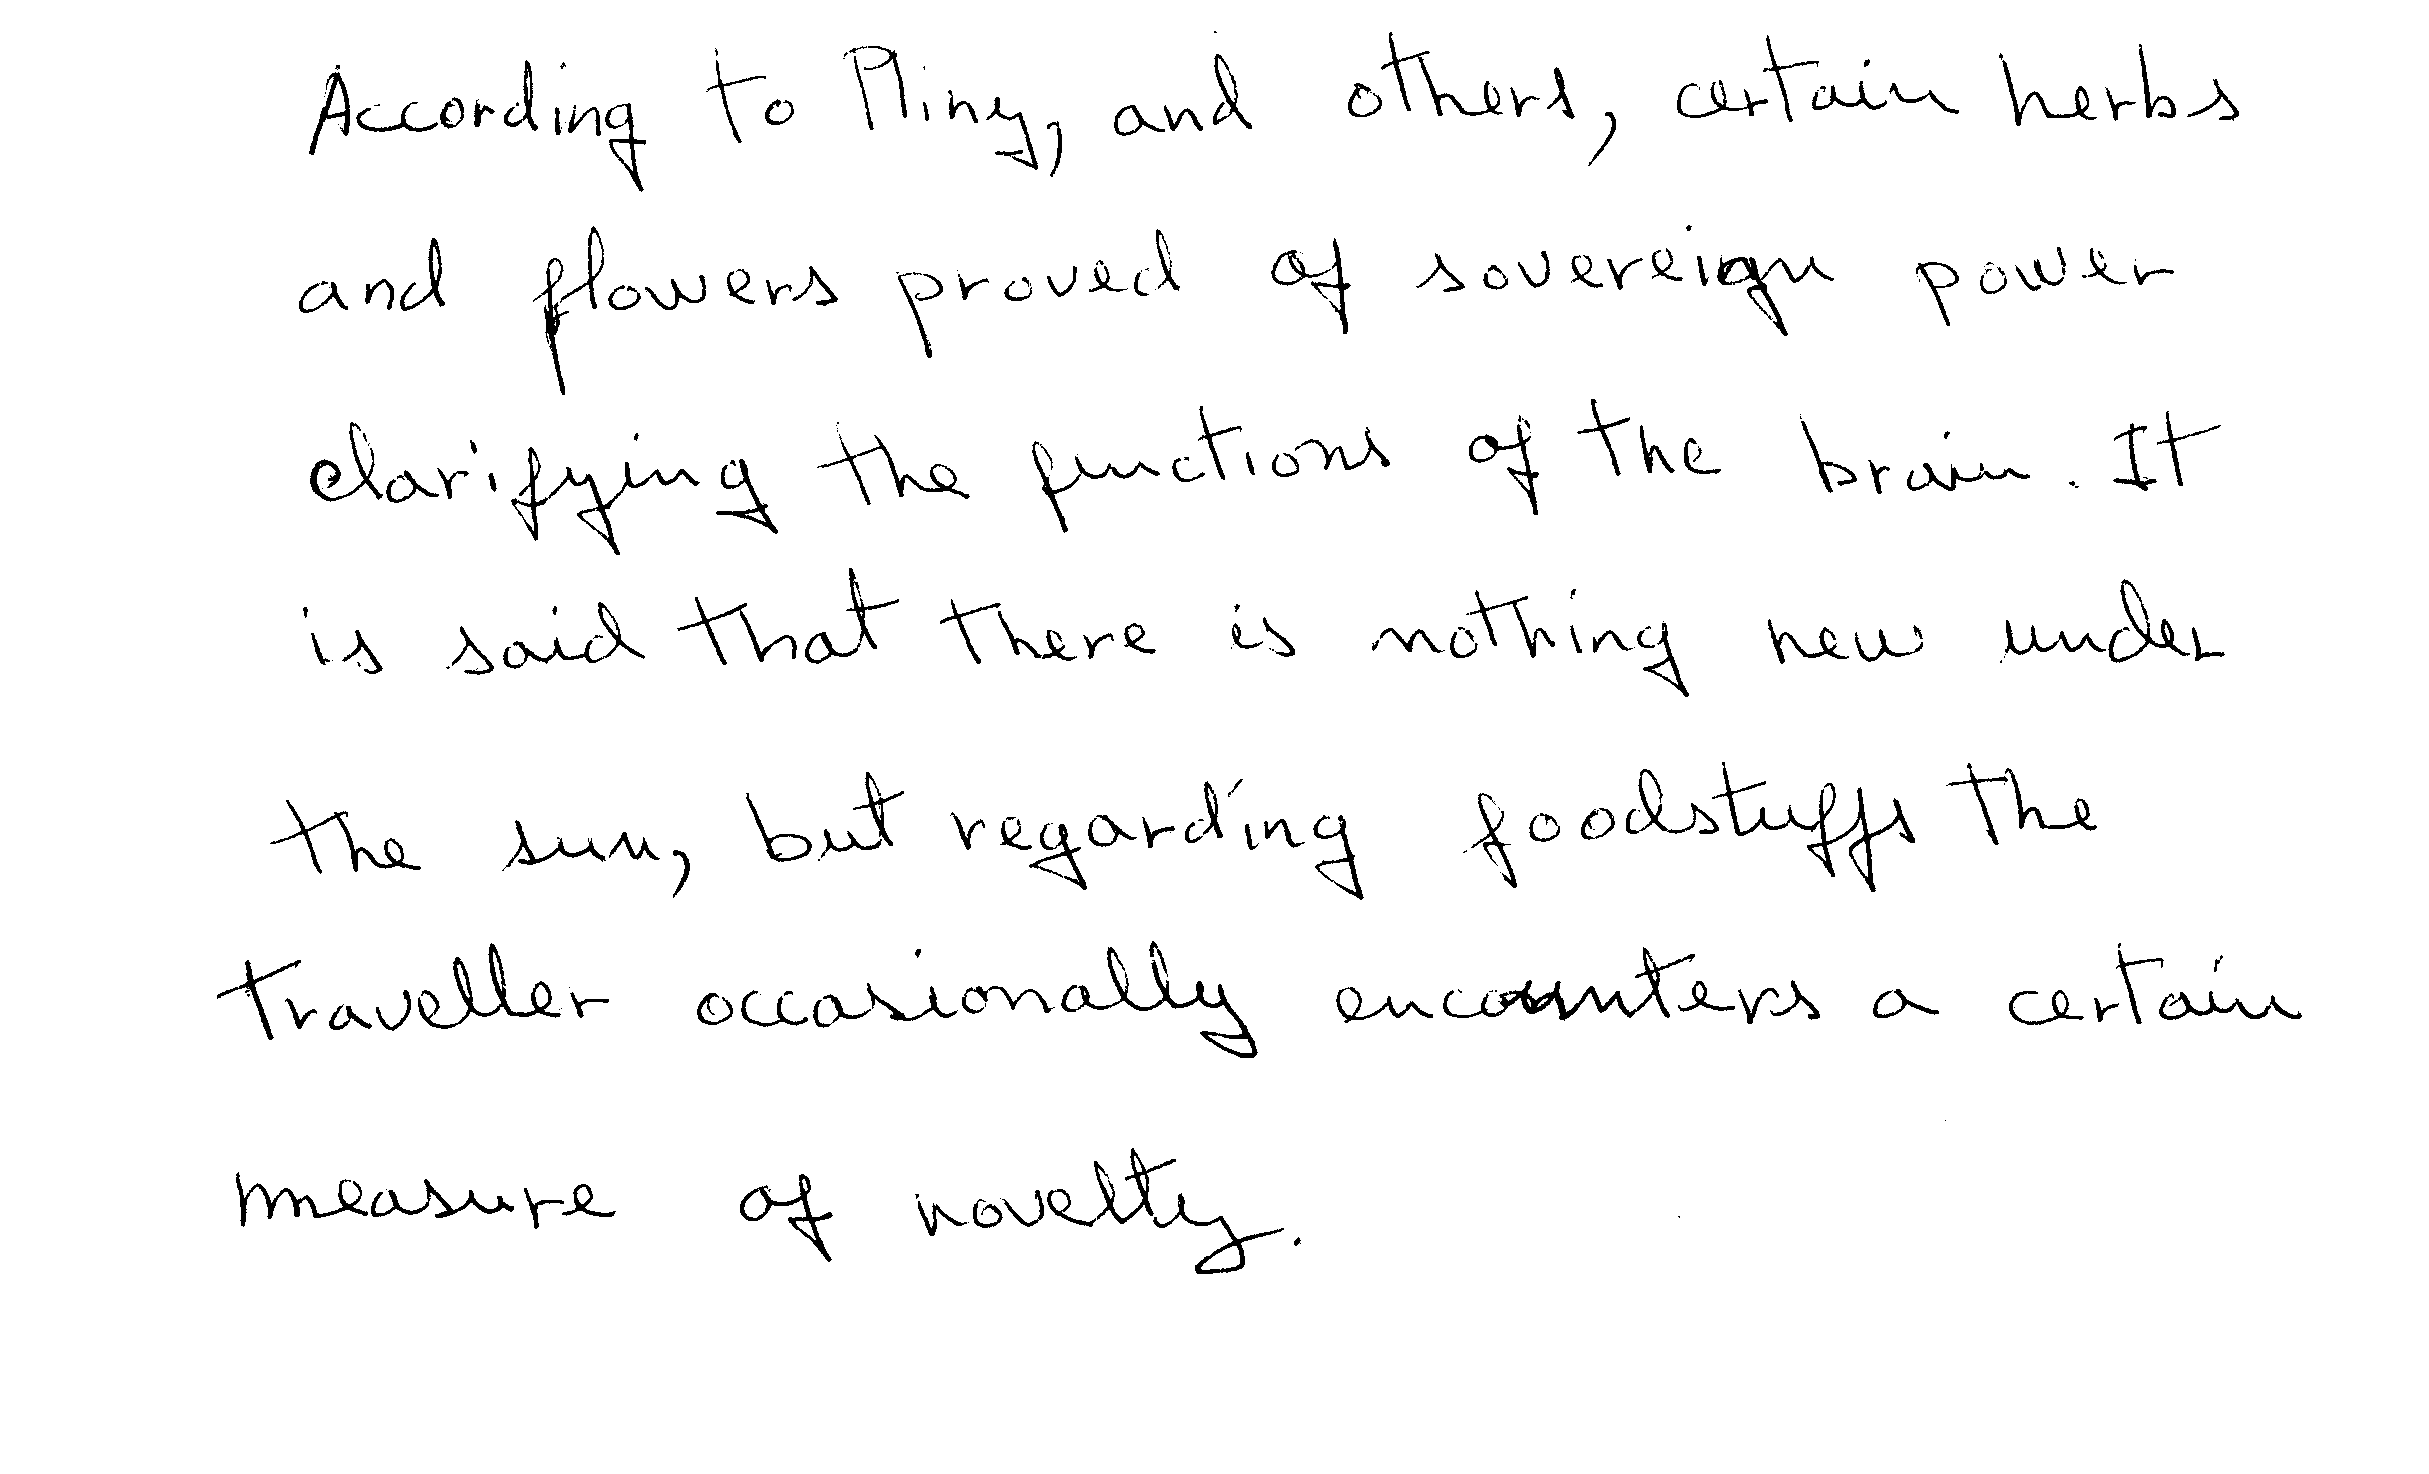 According to Pliny, and others, certain herbs
and flowers proved of sovereign power
clarifying the functions of the brain. It
is said that there is nothing new under
the sun, but regarding foodstuffs the
traveller occasionally encounters a certain
measure of novelty.